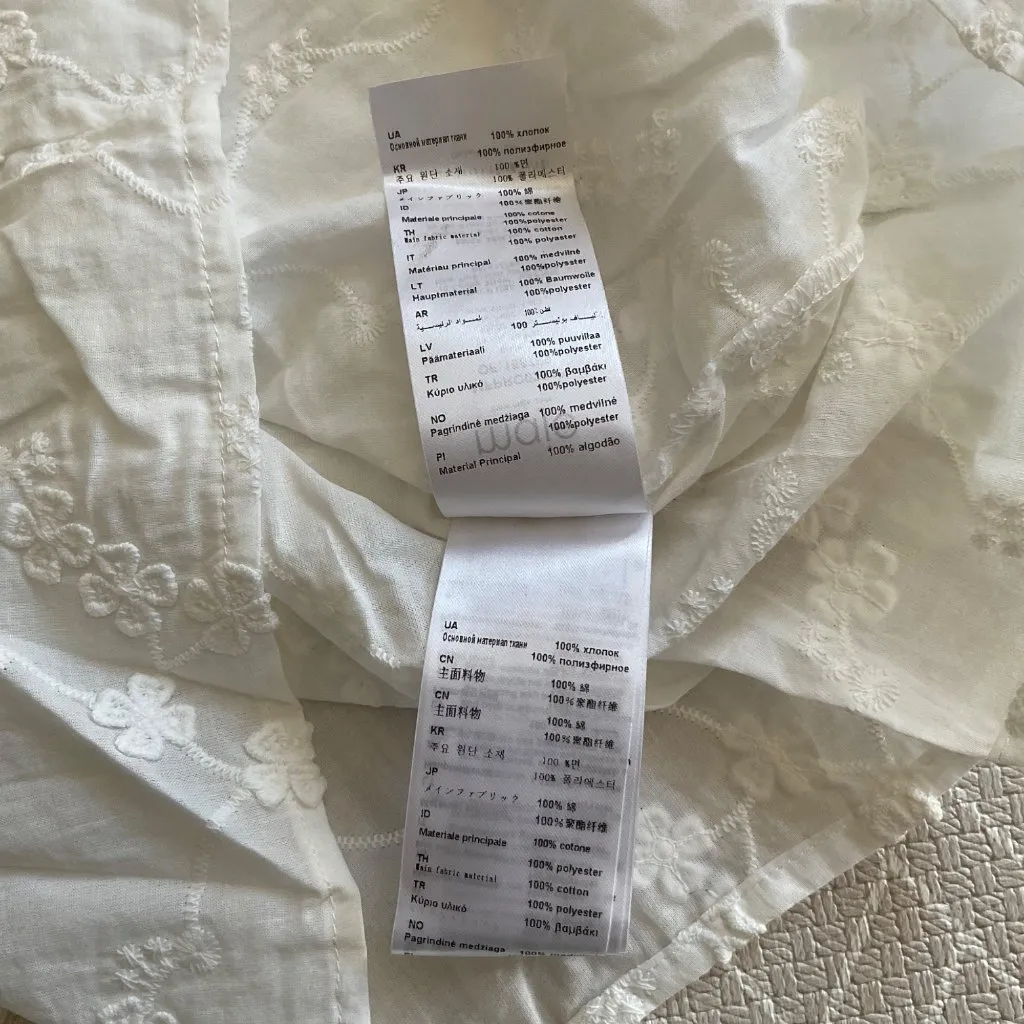 UA
Основной материал ткани 100% хлопок
100% полиэфирное
KR
주요 원단 소재 100 %면
100% 폴리에스터
JP
メインファブリック 100% 綿
ID 100%聚酯纤维
Materiale principale 100% cotone
100%polyester
TH
Main fabric material 100% cotton
100% polyaster
IT
Matériau principal 100% medvilnė
100%polysster
LT
Hauptmaterial 100% Baumwolle
100%polyester
AR
100%
100
LV
Päämateriaali 100% puuvillaa
100%polyester
TR
Κύριο υλικό 100% βαμβάκι
100%polyester
NO
Pagrindinė medžiaga 100% medvilnė
100%polyester
PI
Material Principal 100% algodão
UA
Основной материал ткани 100% хлопок
100% полизфирное
CN
主面料物 100% 綿
CN 100%聚酯纤维
主面料物 100% 綿
KR 100%聚酯纤维
주요 원단 소재 100 %면
JP 100% 폴리에스터
メインファブリック 100% 綿
ID 100%聚酯纤维
Materiale principale 100% cotone
TH 100% polyester
Main fabric material 100% cotton
TR 100% polyester
Κύριο υλικό 100% βαμβάκι
NO
Pagrindinė medžiaga